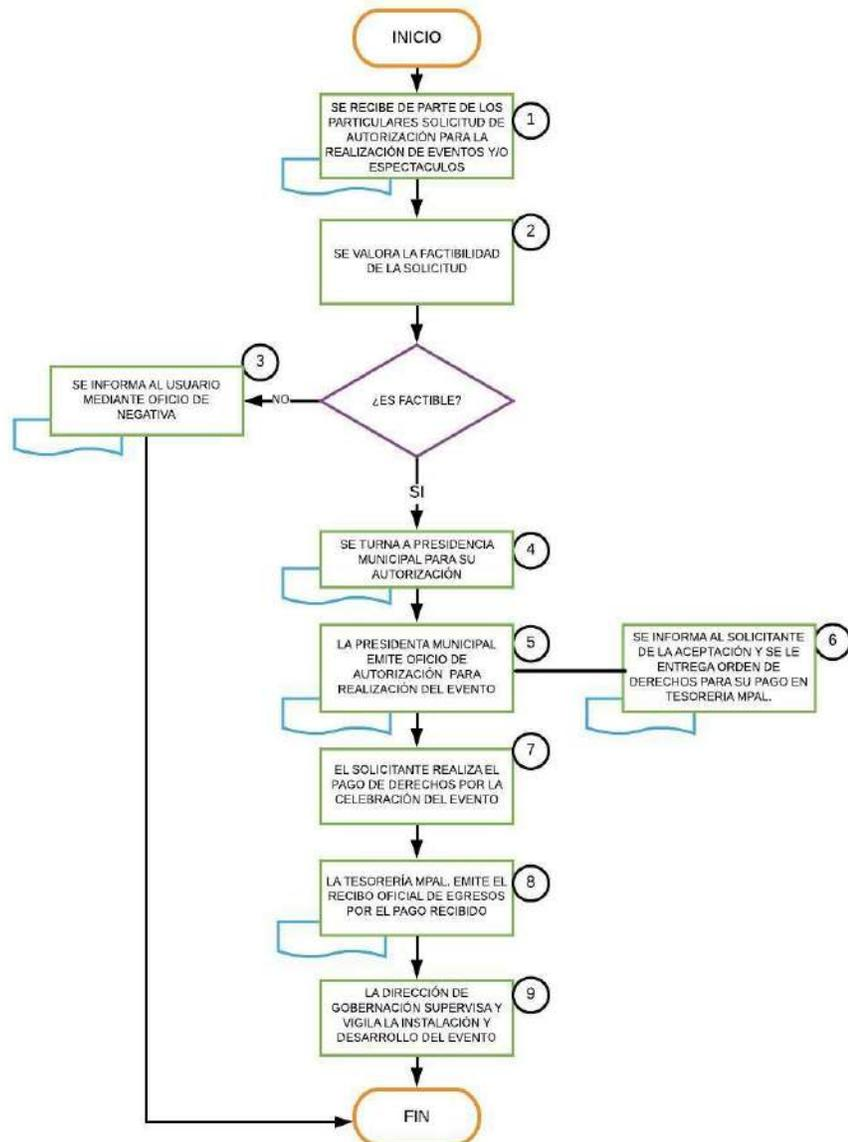 INICIO
1
SE RECIBE DE PARTE DE LOS
PARTICULARES SOLICITUD DE
AUTORIZACIÓN PARA LA
REALIZACIÓN DE EVENTOS Y/O
ESPECTACULOS
2
SE VALORA LA FACTIBILIDAD
DE LA SOLICITUD
3
SE INFORMA AL USUARIO
MEDIANTE OFICIO DE
NEGATIVA
NO
¿ES FACTIBLE?
SI
4
SE TURNA A PRESIDENCIA
MUNICIPAL PARA SU
AUTORIZACIÓN
5
LA PRESIDENTA MUNICIPAL
EMITE OFICIO DE
AUTORIZACIÓN PARA
REALIZACIÓN DEL EVENTO
6
SE INFORMA AL SOLICITANTE
DE LA ACEPTACIÓN Y SE LE
ENTREGA ORDEN DE
DERECHOS PARA SU PAGO EN
TESORERIA MPAL.
7
EL SOLICITANTE REALIZA EL
PAGO DE DERECHOS POR LA
CELEBRACIÓN DEL EVENTO
8
LA TESORERÍA MPAL. EMITE EL
RECIBO OFICIAL DE EGRESOS
POR EL PAGO RECIBIDO
9
LA DIRECCIÓN DE
GOBERNACIÓN SUPERVISA Y
VIGILA LA INSTALACIÓN Y
DESARROLLO DEL EVENTO
FIN